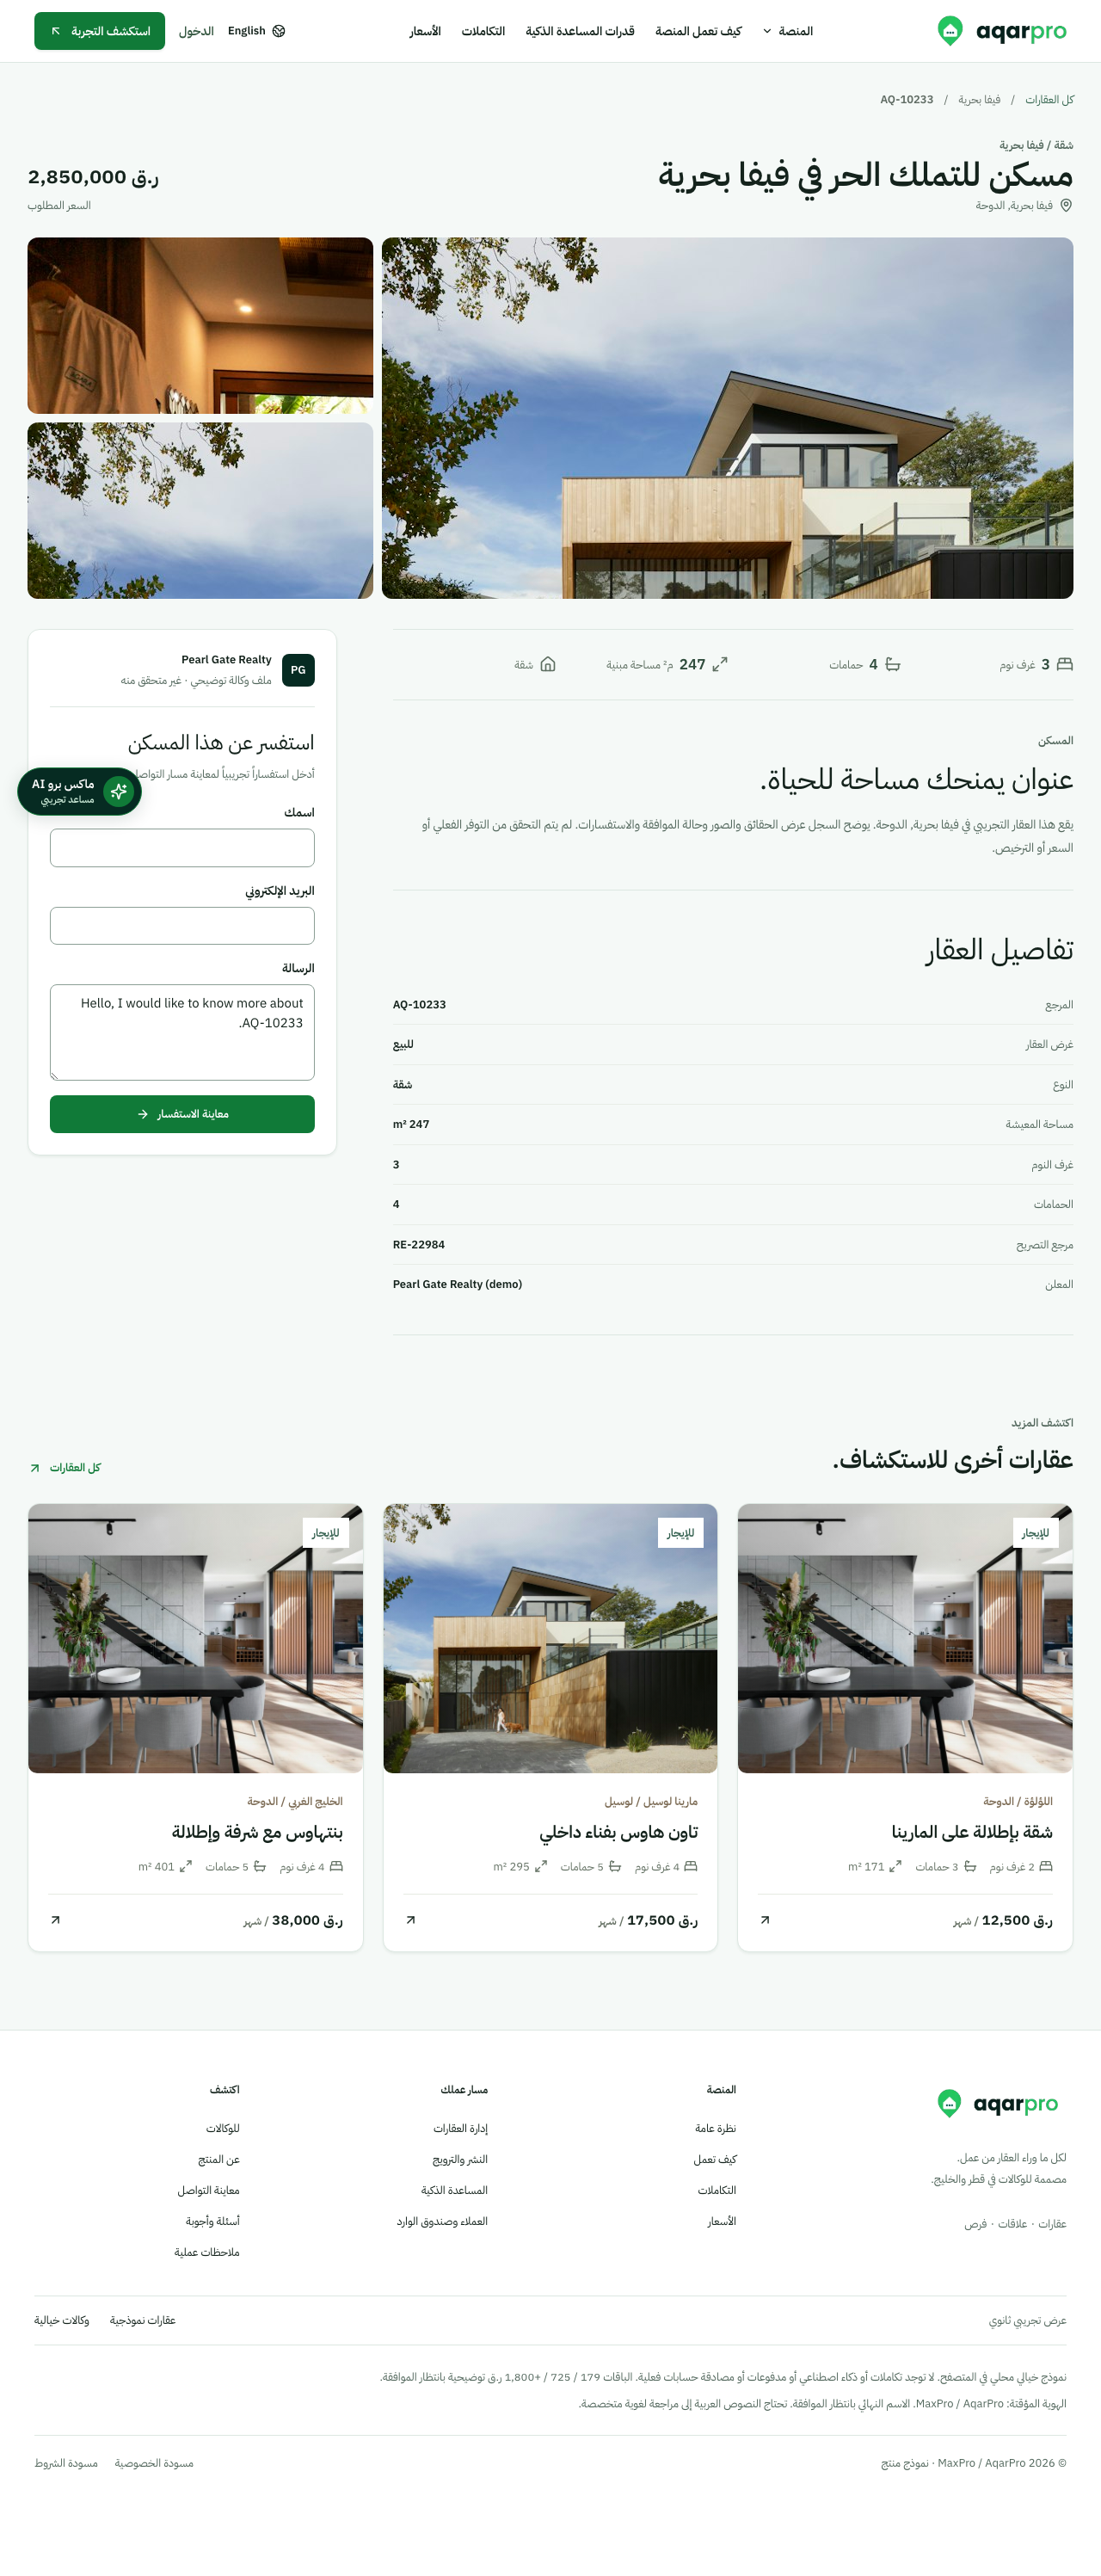 aqarpro
المنصة
كيف تعمل المنصة
قدرات المساعدة الذكية
التكاملات
الأسعار
English
الدخول
استكشف التجربة
كل العقارات / فيفا بحرية / AQ-10233
شقة / فيفا بحرية
مسكن للتملك الحر في فيفا بحرية
فيفا بحرية, الدوحة
ر.ق 2,850,000
السعر المطلوب
3 غرف نوم
4 حمامات
247 م² مساحة مبنية
شقة
المسكن
عنوان يمنحك مساحة للحياة.
يقع هذا العقار التجريبي في فيفا بحرية, الدوحة. يوضح السجل عرض الحقائق والصور وحالة الموافقة والاستفسارات. لم يتم التحقق من التوفر الفعلي أو
السعر أو الترخيص.
تفاصيل العقار
المرجع AQ-10233
غرض العقار للبيع
النوع شقة
مساحة المعيشة 247 m²
غرف النوم 3
الحمامات 4
مرجع التصريح RE-22984
المعلن Pearl Gate Realty (demo)
PG
Pearl Gate Realty
ملف وكالة توضيحي · غير متحقق منه
استفسر عن هذا المسكن
أدخل استفساراً تجريبياً لمعاينة مسار التواصل
ماكس برو AI
مساعد تجريبي
اسمك
البريد الإلكتروني
الرسالة
Hello, I would like to know more about
AQ-10233.
معاينة الاستفسار
اكتشف المزيد
عقارات أخرى للاستكشاف.
كل العقارات
للإيجار
اللؤلؤة / الدوحة
شقة بإطلالة على المارينا
2 غرف نوم
3 حمامات
171 m²
ر.ق 12,500 / شهر
للإيجار
مارينا لوسيل / لوسيل
تاون هاوس بفناء داخلي
4 غرف نوم
5 حمامات
295 m²
ر.ق 17,500 / شهر
للإيجار
الخليج الغربي / الدوحة
بنتهاوس مع شرفة وإطلالة
4 غرف نوم
5 حمامات
401 m²
ر.ق 38,000 / شهر
aqarpro
لكل ما وراء العقار من عمل.
مصممة للوكالات في قطر والخليج.
عقارات · علاقات · فرص
المنصة
نظرة عامة
كيف تعمل
التكاملات
الأسعار
مسار عملك
إدارة العقارات
النشر والترويج
المساعدة الذكية
العملاء وصندوق الوارد
اكتشف
للوكالات
عن المنتج
معاينة التواصل
أسئلة وأجوبة
ملاحظات عملية
عرض تجريبي ثانوي
عقارات نموذجية
وكالات خيالية
نموذج خيالي محلي في المتصفح. لا توجد تكاملات أو ذكاء اصطناعي أو مدفوعات أو مصادقة حسابات فعلية. الباقات 179 / 725 / +1,800 ر.ق توضيحية بانتظار الموافقة.
الهوية المؤقتة: MaxPro / AqarPro. الاسم النهائي بانتظار الموافقة. تحتاج النصوص العربية إلى مراجعة لغوية متخصصة.
© 2026 MaxPro / AqarPro · نموذج منتج
مسودة الخصوصية
مسودة الشروط